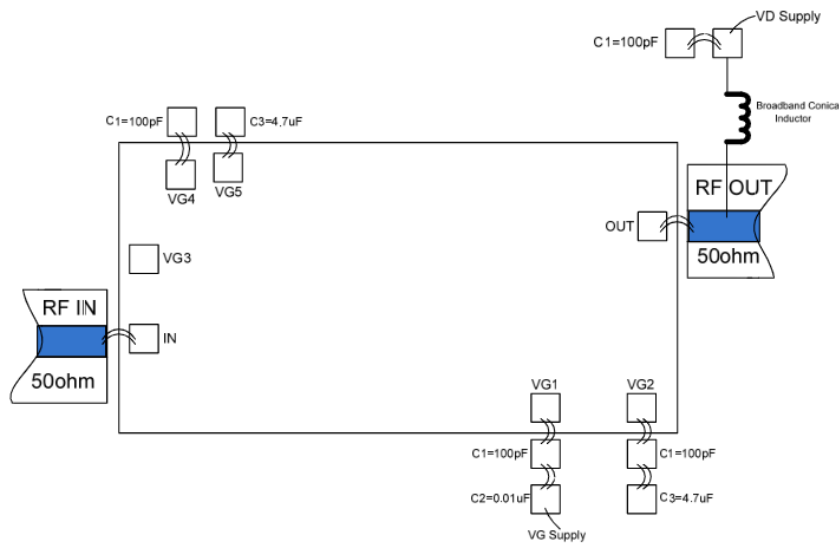 VD Supply
C1=100pF
Broadband Conica
Inductor
C1=100pF
C3=4.7uF
VG4
VG5
RF OUT
OUT
50ohm
VG3
RF IN
IN
50ohm
VG1
VG2
C1=100pF
C1=100pF
C2=0.01uF
C3=4.7uF
VG Supply